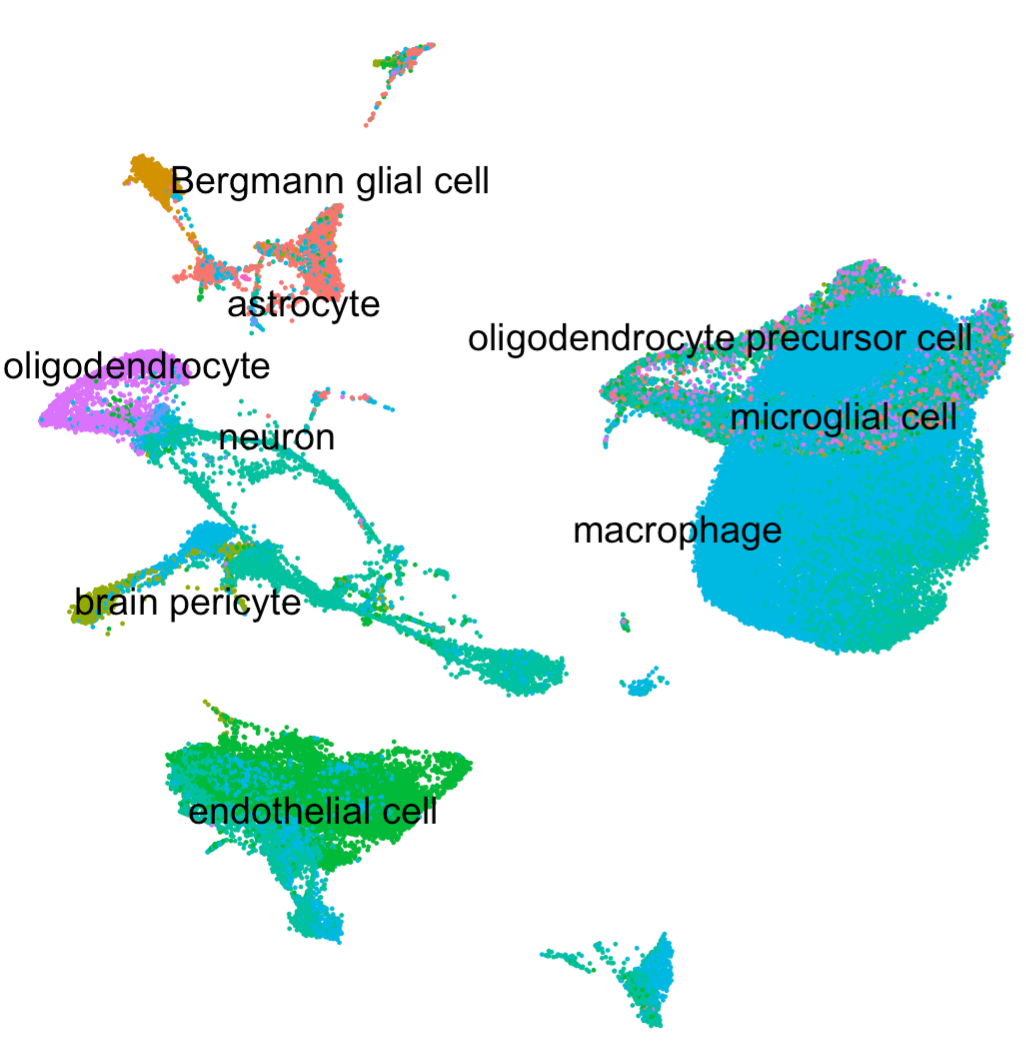 Bergmann glial cell
astrocyte
oligodendrocyte precursor cell
oligodendrocyte
microglial cell
neuron
macrophage
brain pericyte
endothelial cell